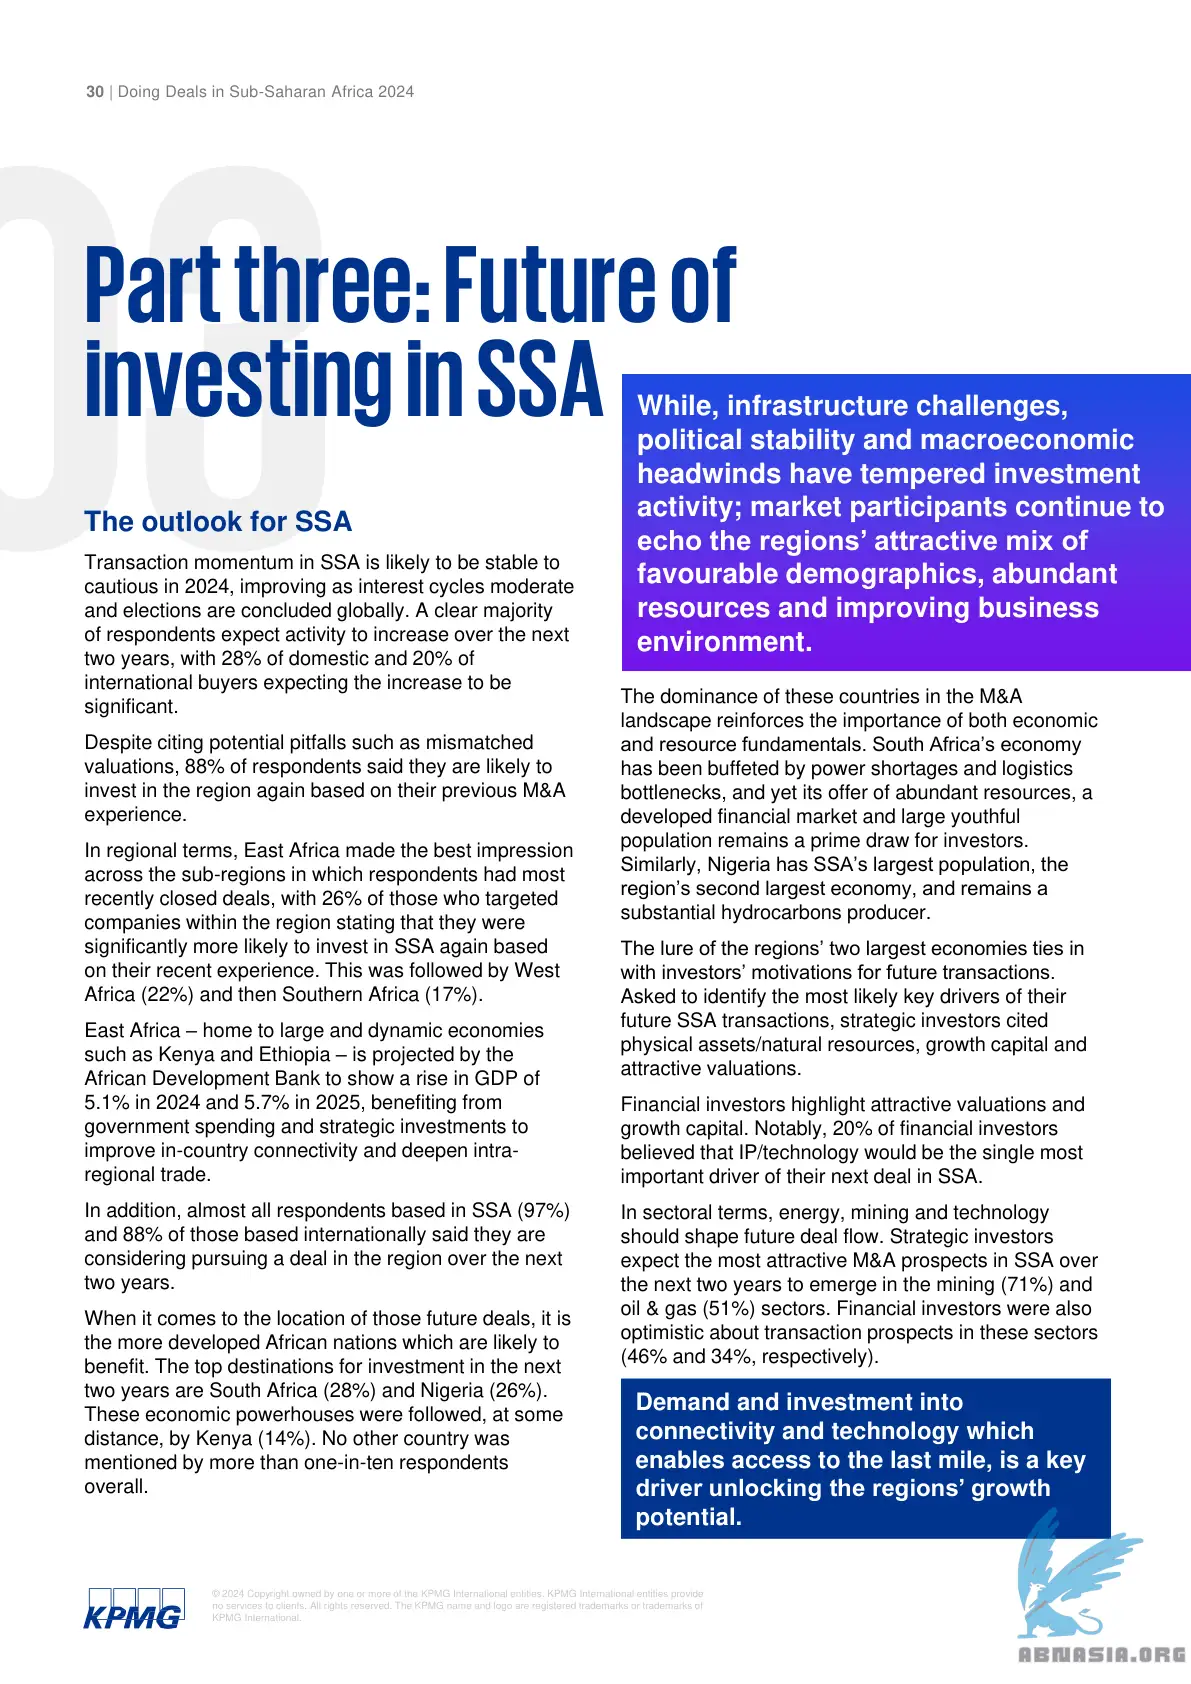 30 | Doing Deals in Sub-Saharan Africa 2024
03
Part three: Future of
investing in SSA
The outlook for SSA
Transaction momentum in SSA is likely to be stable to
cautious in 2024, improving as interest cycles moderate
and elections are concluded globally. A clear majority
of respondents expect activity to increase over the next
two years, with 28% of domestic and 20% of
international buyers expecting the increase to be
significant.
Despite citing potential pitfalls such as mismatched
valuations, 88% of respondents said they are likely to
invest in the region again based on their previous M&A
experience.
In regional terms, East Africa made the best impression
across the sub-regions in which respondents had most
recently closed deals, with 26% of those who targeted
companies within the region stating that they were
significantly more likely to invest in SSA again based
on their recent experience. This was followed by West
Africa (22%) and then Southern Africa (17%).
East Africa – home to large and dynamic economies
such as Kenya and Ethiopia – is projected by the
African Development Bank to show a rise in GDP of
5.1% in 2024 and 5.7% in 2025, benefiting from
government spending and strategic investments to
improve in-country connectivity and deepen intra-
regional trade.
In addition, almost all respondents based in SSA (97%)
and 88% of those based internationally said they are
considering pursuing a deal in the region over the next
two years.
When it comes to the location of those future deals, it is
the more developed African nations which are likely to
benefit. The top destinations for investment in the next
two years are South Africa (28%) and Nigeria (26%).
These economic powerhouses were followed, at some
distance, by Kenya (14%). No other country was
mentioned by more than one-in-ten respondents
overall.
While, infrastructure challenges,
political stability and macroeconomic
headwinds have tempered investment
activity; market participants continue to
echo the regions’ attractive mix of
favourable demographics, abundant
resources and improving business
environment.
The dominance of these countries in the M&A
landscape reinforces the importance of both economic
and resource fundamentals. South Africa’s economy
has been buffeted by power shortages and logistics
bottlenecks, and yet its offer of abundant resources, a
developed financial market and large youthful
population remains a prime draw for investors.
Similarly, Nigeria has SSA’s largest population, the
region’s second largest economy, and remains a
substantial hydrocarbons producer.
The lure of the regions’ two largest economies ties in
with investors’ motivations for future transactions.
Asked to identify the most likely key drivers of their
future SSA transactions, strategic investors cited
physical assets/natural resources, growth capital and
attractive valuations.
Financial investors highlight attractive valuations and
growth capital. Notably, 20% of financial investors
believed that IP/technology would be the single most
important driver of their next deal in SSA.
In sectoral terms, energy, mining and technology
should shape future deal flow. Strategic investors
expect the most attractive M&A prospects in SSA over
the next two years to emerge in the mining (71%) and
oil & gas (51%) sectors. Financial investors were also
optimistic about transaction prospects in these sectors
(46% and 34%, respectively).
Demand and investment into
connectivity and technology which
enables access to the last mile, is a key
driver unlocking the regions’ growth
potential.
KPMG
© 2024 Copyright owned by one or more of the KPMG International entities. KPMG International entities provide
no services to clients. All rights reserved. The KPMG name and logo are registered trademarks or trademarks of
KPMG International.
ABNASIA.ORG